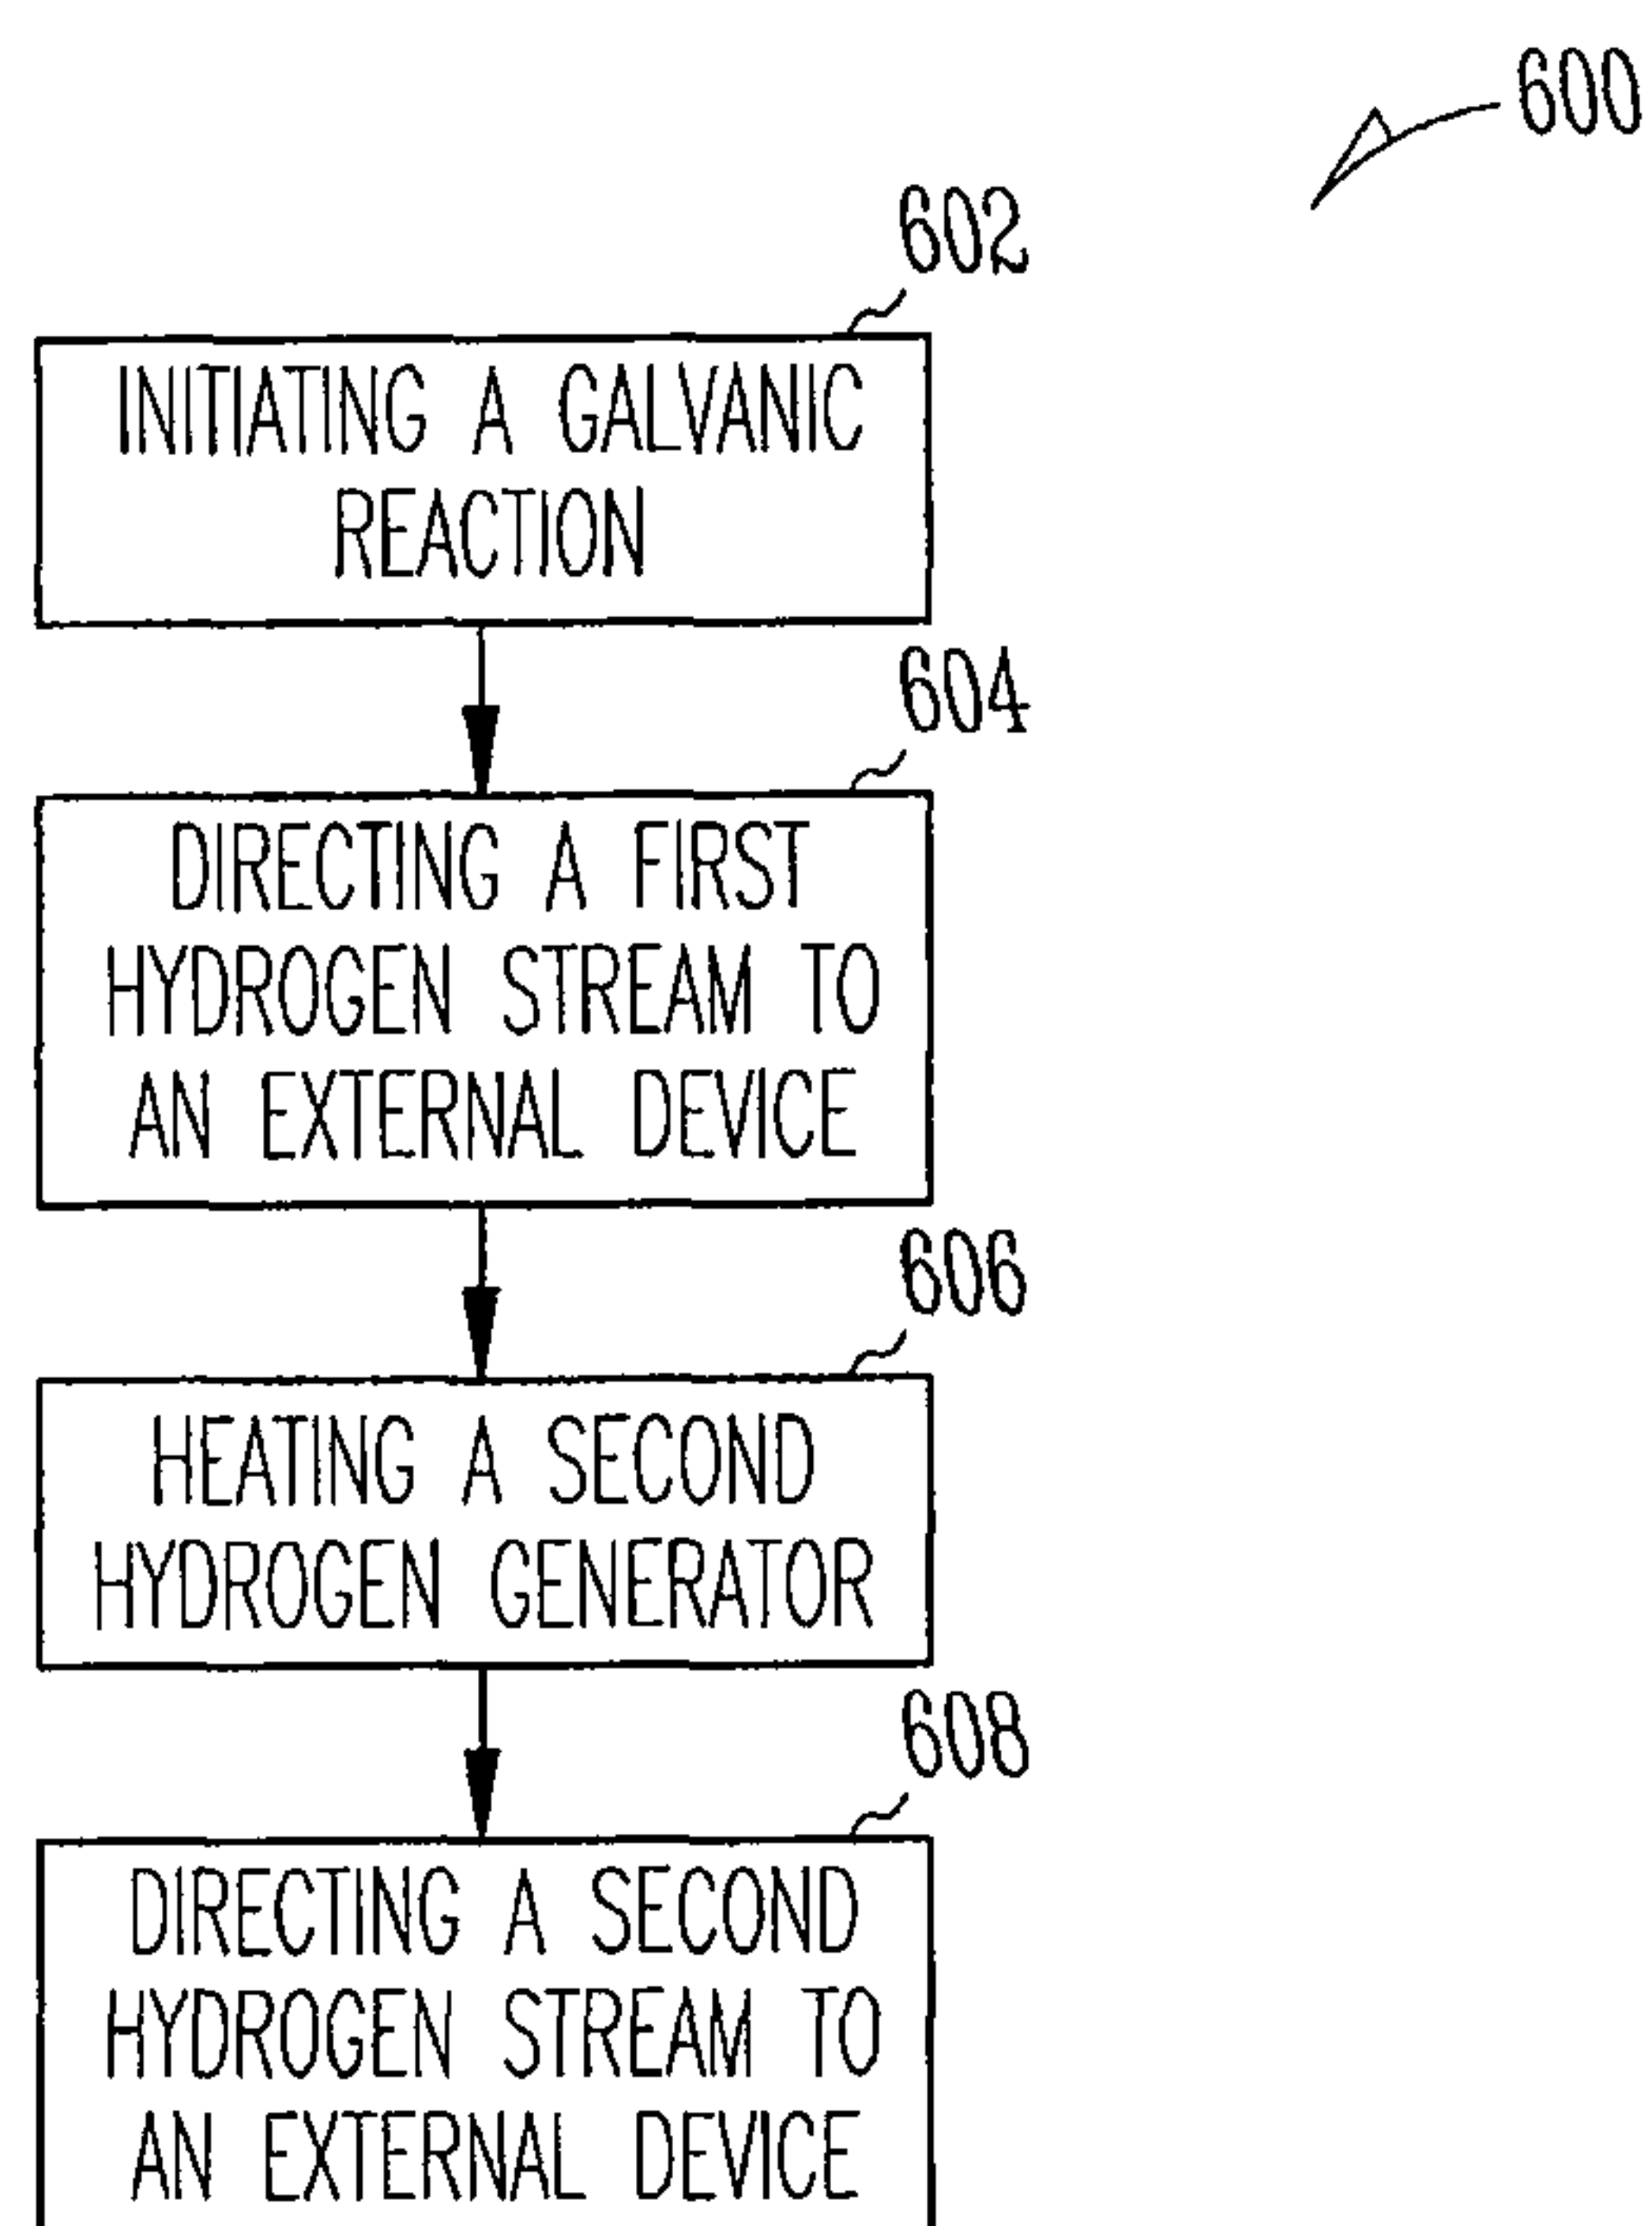 600
602
INITIATING A GALVANIC
REACTION
604
DIRECTING A FIRST
HYDROGEN STREAM TO
AN EXTERNAL DEVICE
606
HEATING A SECOND
HYDROGEN GENERATOR
608
DIRECTING A SECOND
HYDROGEN STREAM TO
AN EXTERNAL DEVICE